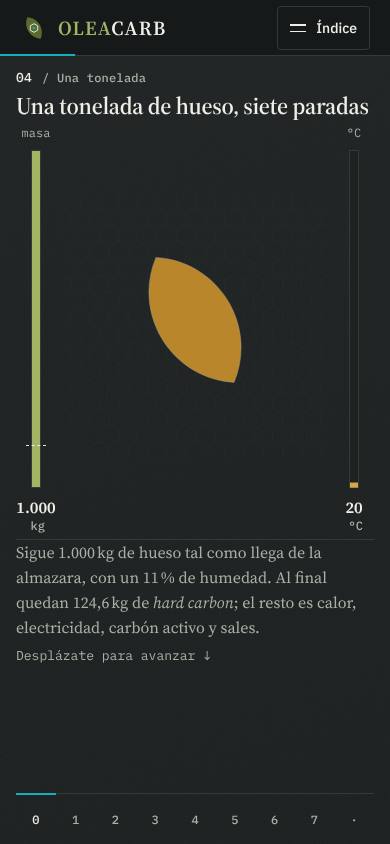 OLEACARB
Índice
04 / Una tonelada
Una tonelada de hueso, siete paradas
masa
°C
1.000
kg
20
°C
Sigue 1.000 kg de hueso tal como llega de la
almazara, con un 11 % de humedad. Al final
quedan 124,6 kg de hard carbon; el resto es calor,
electricidad, carbón activo y sales.
Desplázate para avanzar ↓
0 1 2 3 4 5 6 7 ·